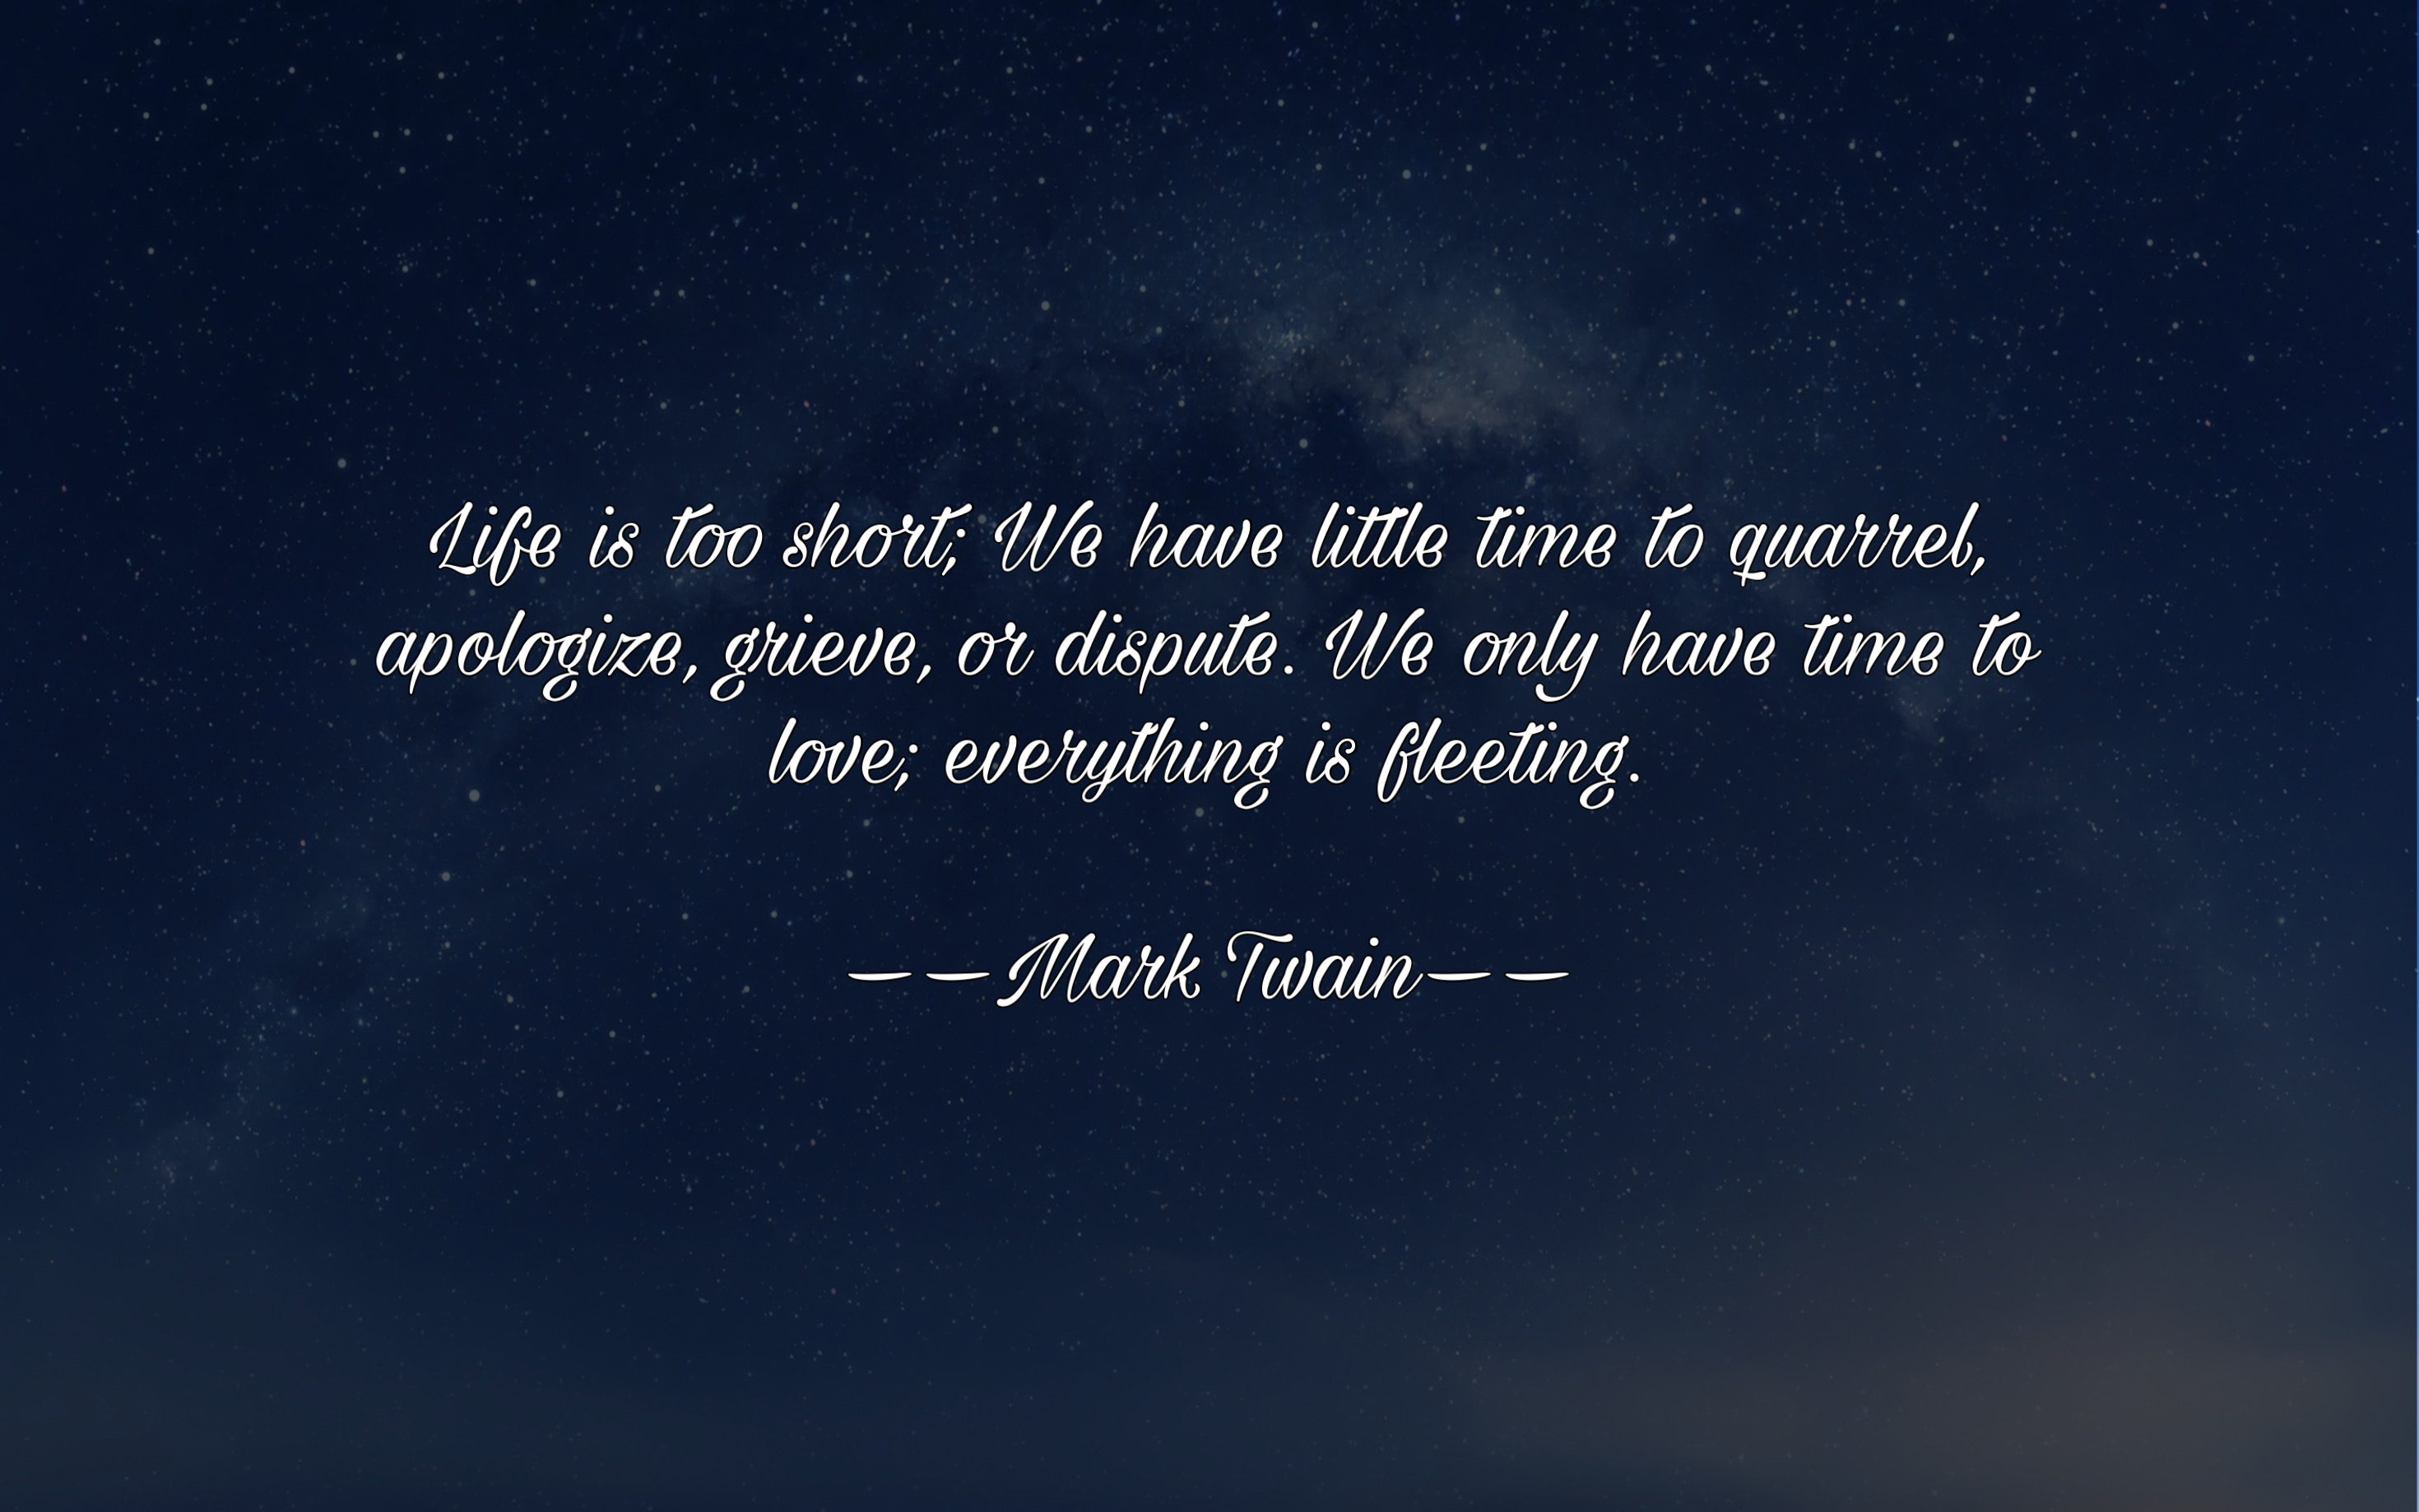 Life is too short; We have little time to quarrel,
apologize, grieve, or dispute. We only have time to
love; everything is fleeting.
——Mark Twain——